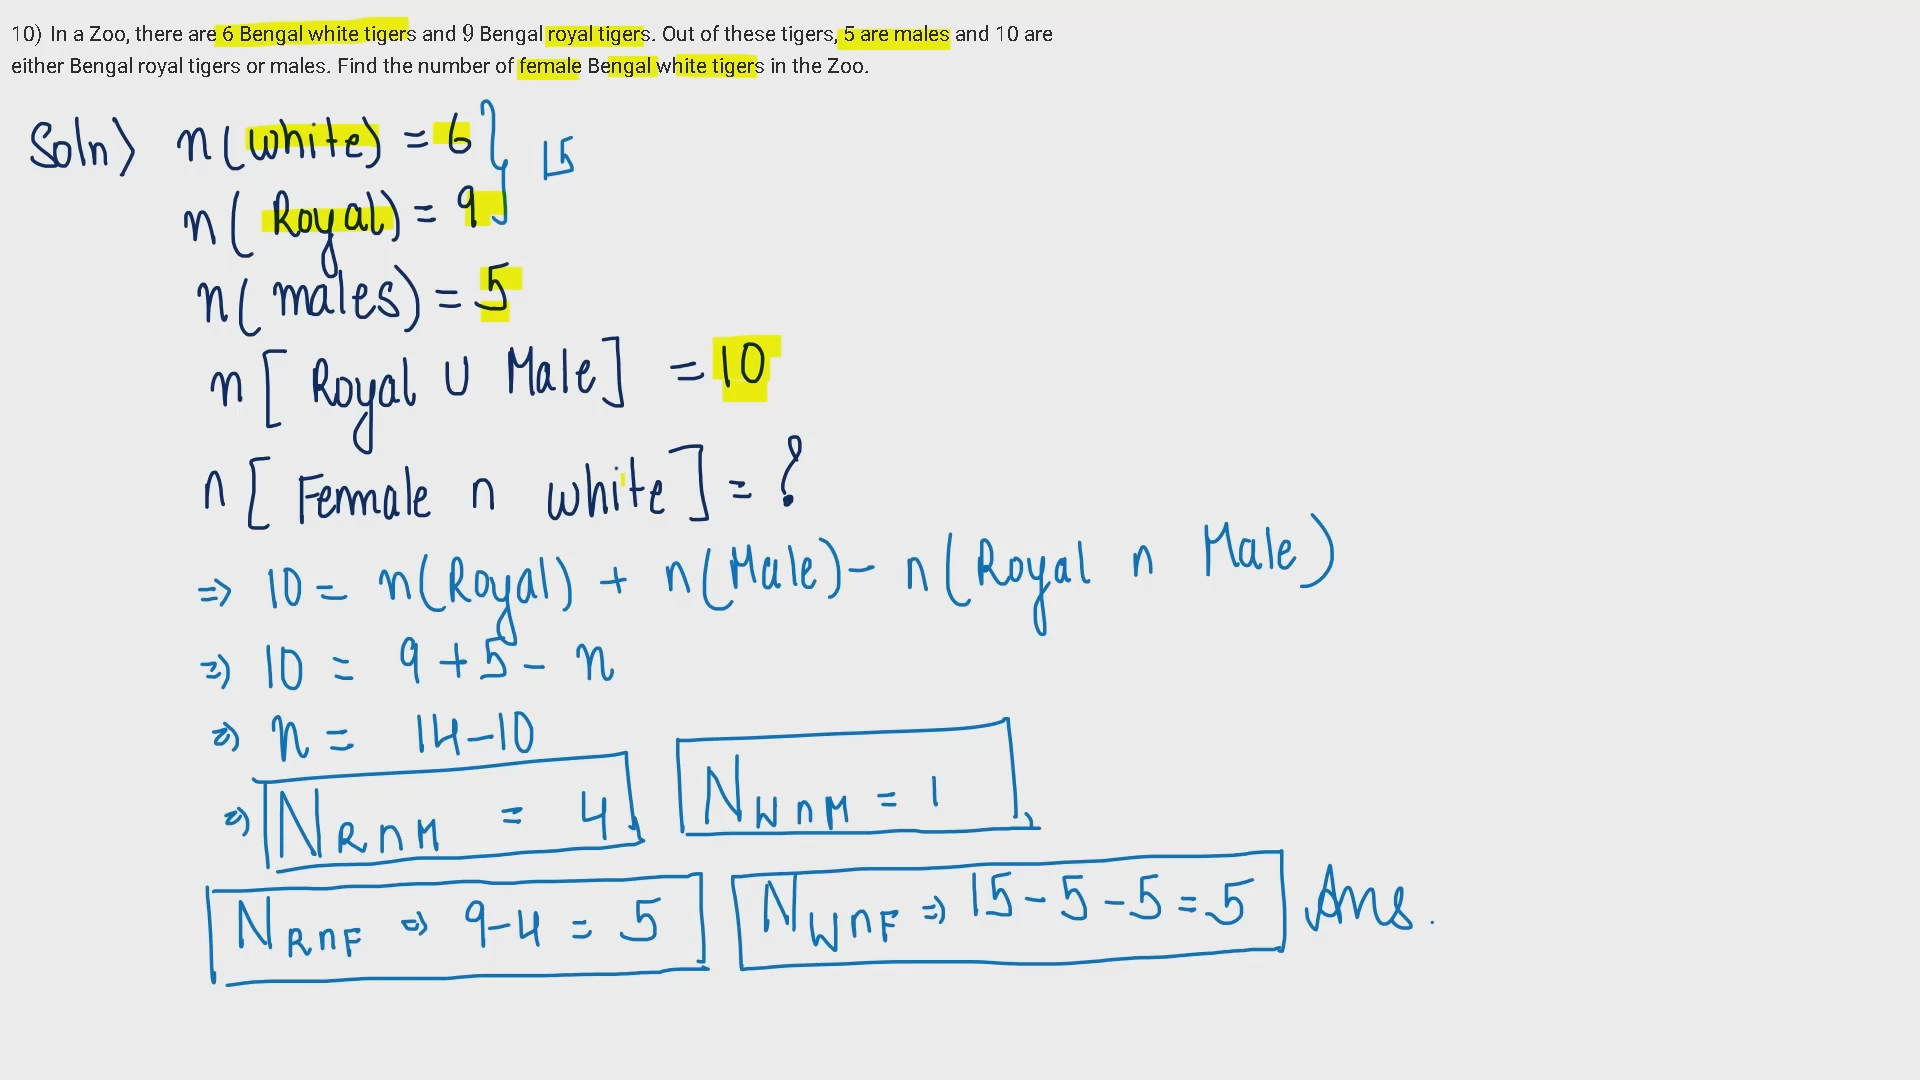 10) In a Zoo, there are 6 Bengal white tigers and 9 Bengal royal tigers. Out of these tigers, 5 are males and 10 are
either Bengal royal tigers or males. Find the number of female Bengal white tigers in the Zoo.
Soln) n(white) = 6 } 15
n(Royal) = 9
n(males) = 5
n[Royal ∪ Male] = 10
n[Female ∩ white] = ?
⇒ 10 = n(Royal) + n(Male) - n(Royal ∩ Male)
⇒ 10 = 9 + 5 - n
⇒ n = 14 - 10
⇒ N R∩M = 4 N W∩M = 1
N R∩F ⇒ 9-4 = 5 N W∩F ⇒ 15-5-5 = 5 Ans.